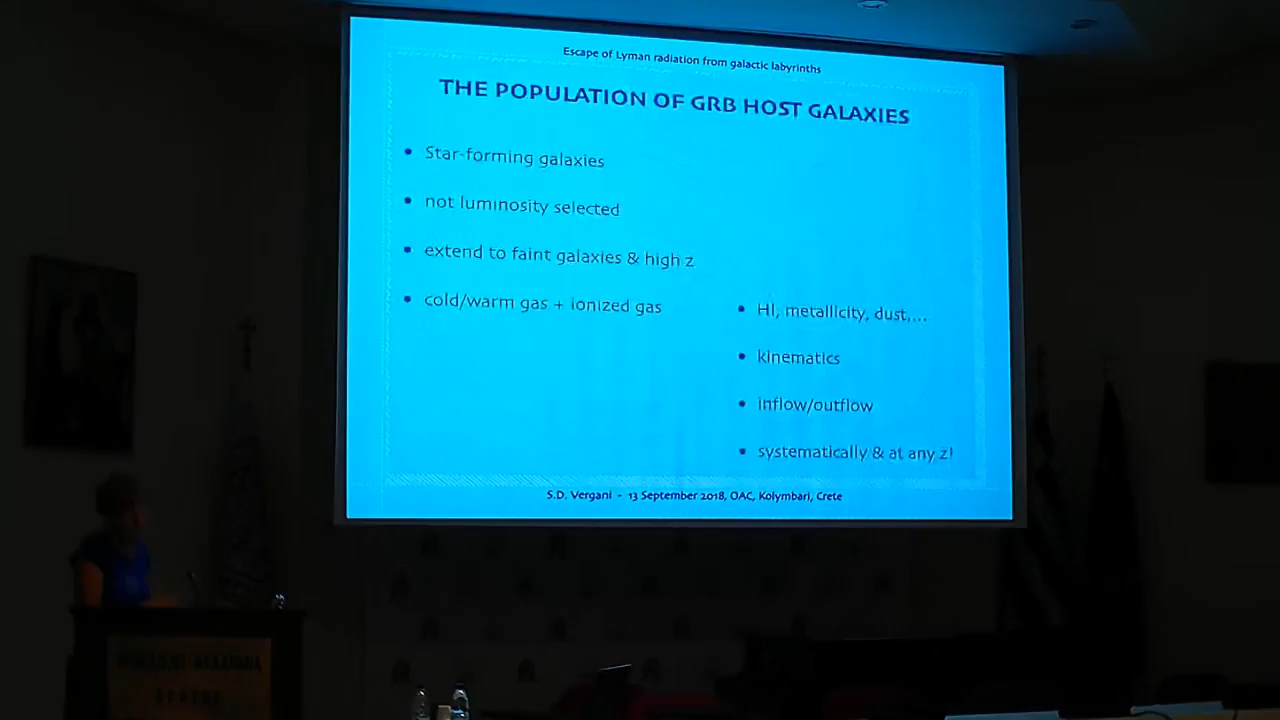 Escape of Lyman radiation from galactic labyrinths
THE POPULATION OF GRB HOST GALAXIES
• Star-forming galaxies
• not luminosity selected
• extend to faint galaxies & high z
• cold/warm gas + ionized gas
• HI, metallicity, dust,...
• kinematics
• inflow/outflow
• systematically & at any z!
S.D. Vergani - 13 September 2018, OAC, Kolymbari, Crete